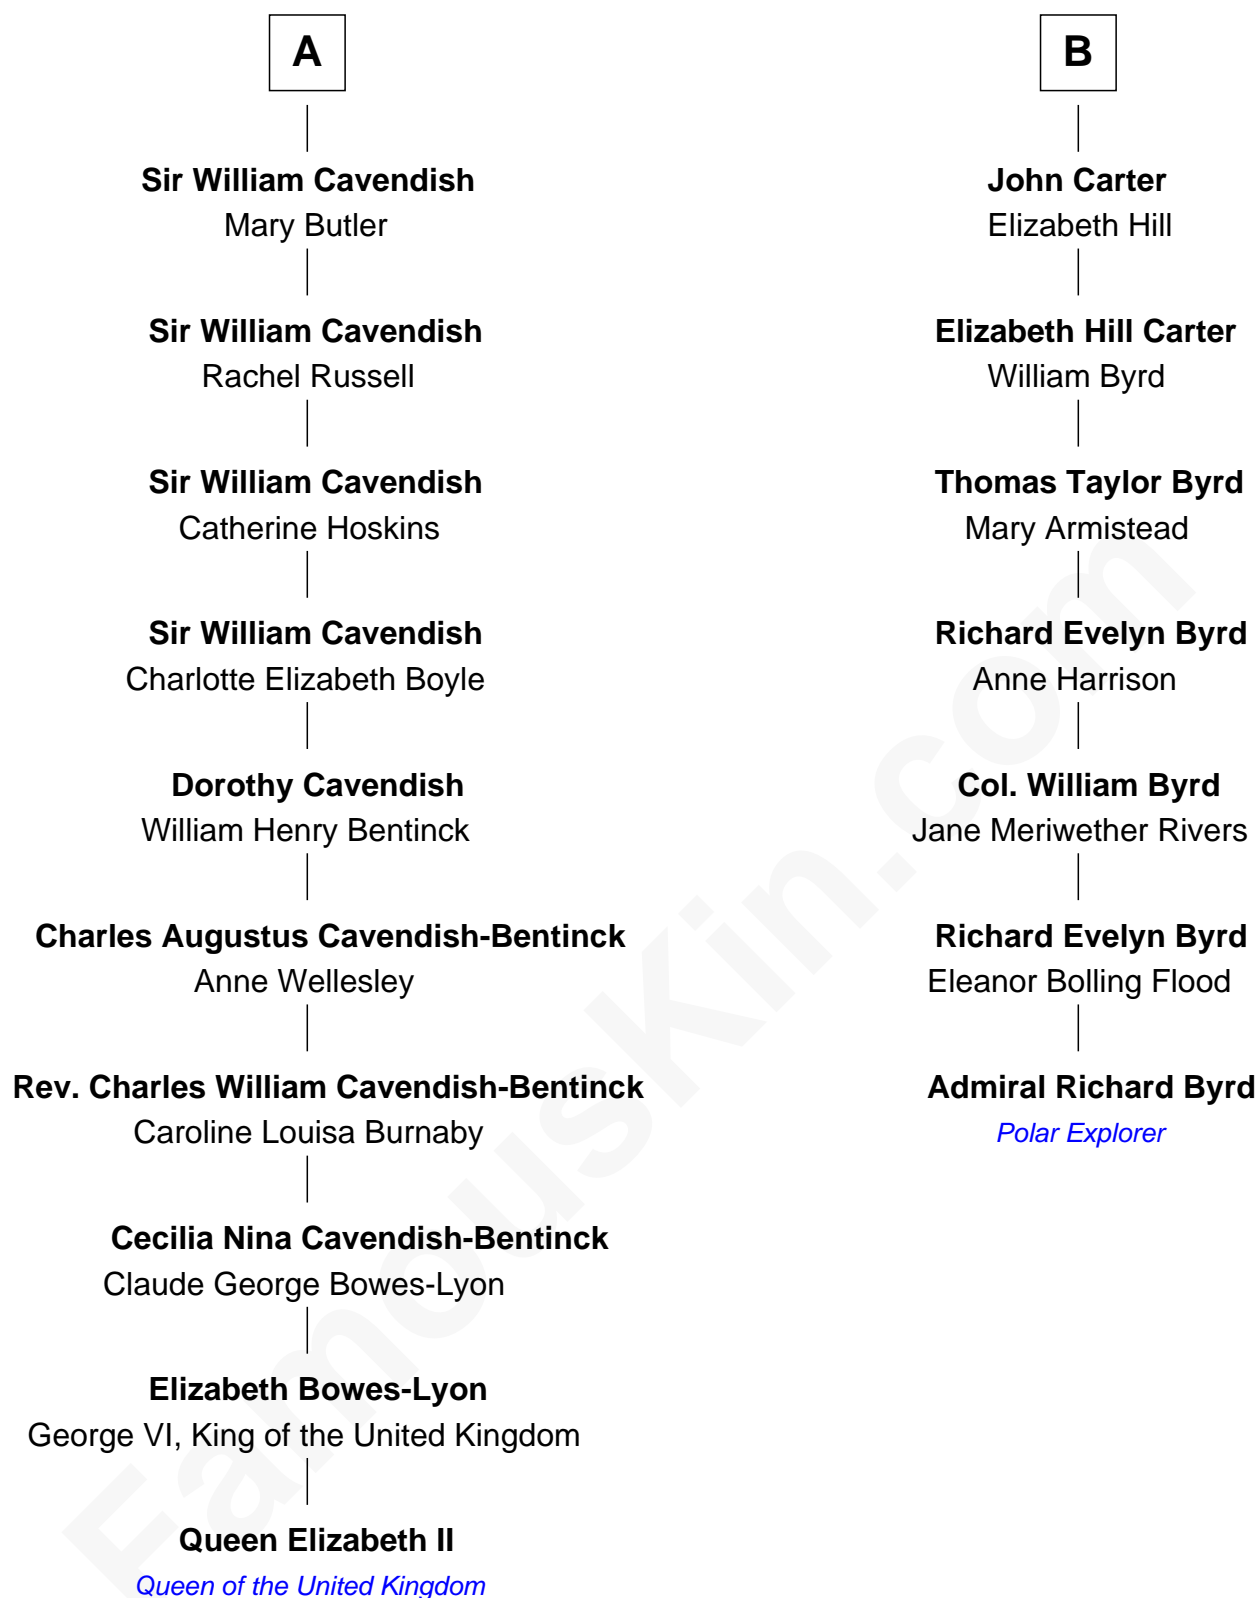 A
Sir William Cavendish
Mary Butler
Sir William Cavendish
Rachel Russell
Sir William Cavendish
Catherine Hoskins
Sir William Cavendish
Charlotte Elizabeth Boyle
Dorothy Cavendish
William Henry Bentinck
Charles Augustus Cavendish-Bentinck
Anne Wellesley
Rev. Charles William Cavendish-Bentinck
Caroline Louisa Burnaby
Cecilia Nina Cavendish-Bentinck
Claude George Bowes-Lyon
Elizabeth Bowes-Lyon
George VI, King of the United Kingdom
Queen Elizabeth II
Queen of the United Kingdom
B
John Carter
Elizabeth Hill
Elizabeth Hill Carter
William Byrd
Thomas Taylor Byrd
Mary Armistead
Richard Evelyn Byrd
Anne Harrison
Col. William Byrd
Jane Meriwether Rivers
Richard Evelyn Byrd
Eleanor Bolling Flood
Admiral Richard Byrd
Polar Explorer
FamousKin.com